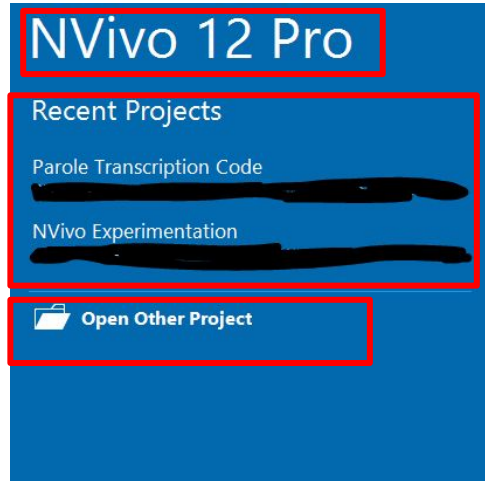 NVivo 12 Pro
Recent Projects
Parole Transcription Code
NVivo Experimentation
Open Other Project